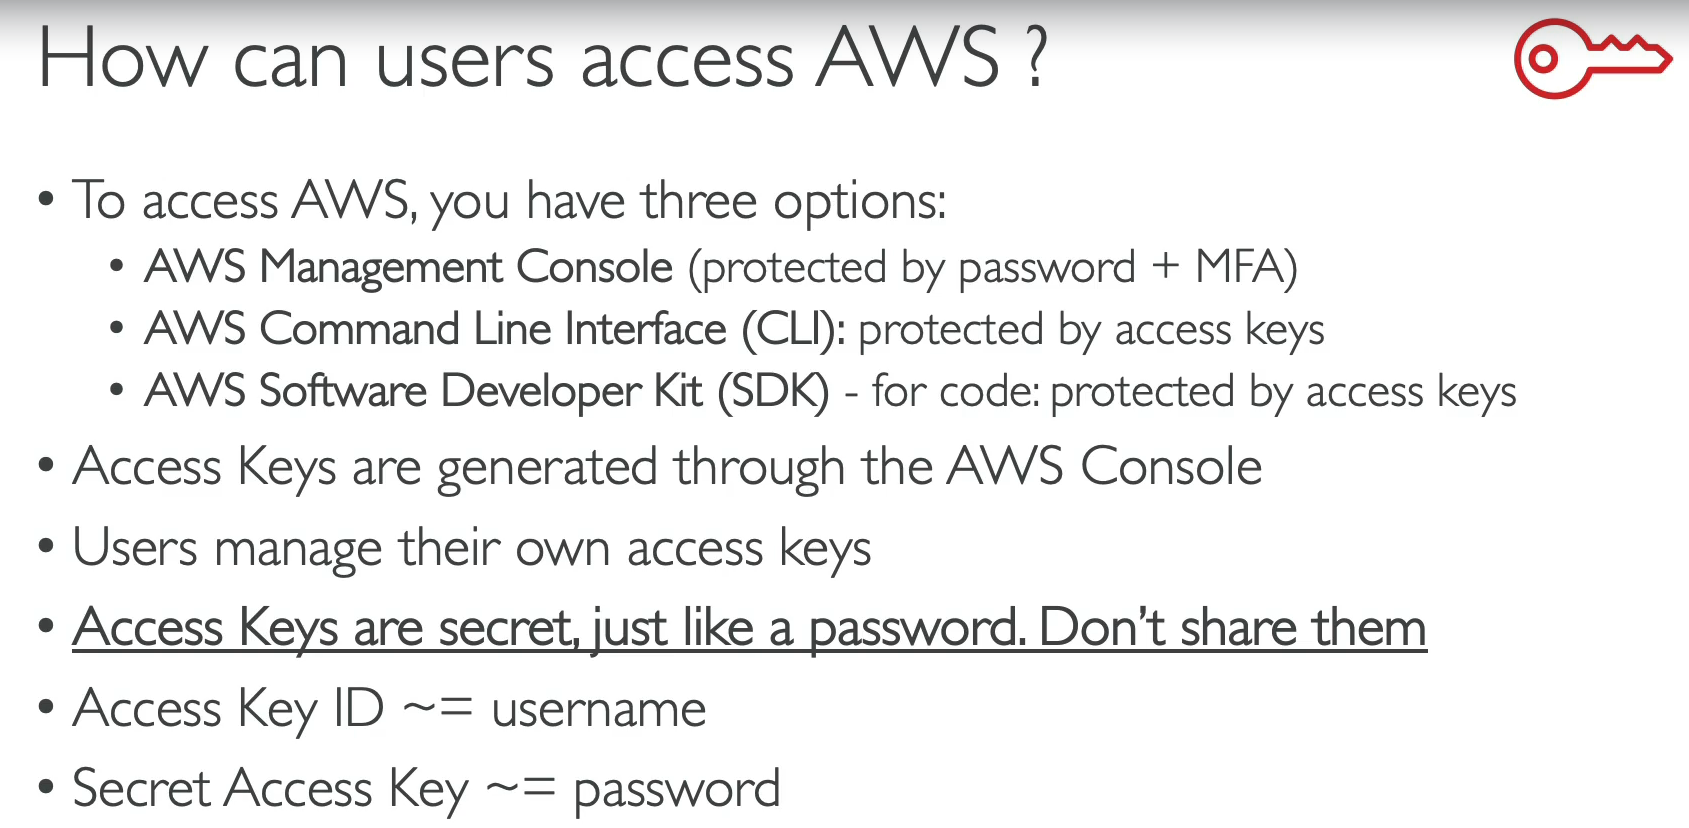 How can users access AWS ?
• To access AWS, you have three options:
• AWS Management Console (protected by password + MFA)
• AWS Command Line Interface (CLI): protected by access keys
• AWS Software Developer Kit (SDK) - for code: protected by access keys
• Access Keys are generated through the AWS Console
• Users manage their own access keys
• Access Keys are secret, just like a password. Don’t share them
• Access Key ID ~= username
• Secret Access Key ~= password